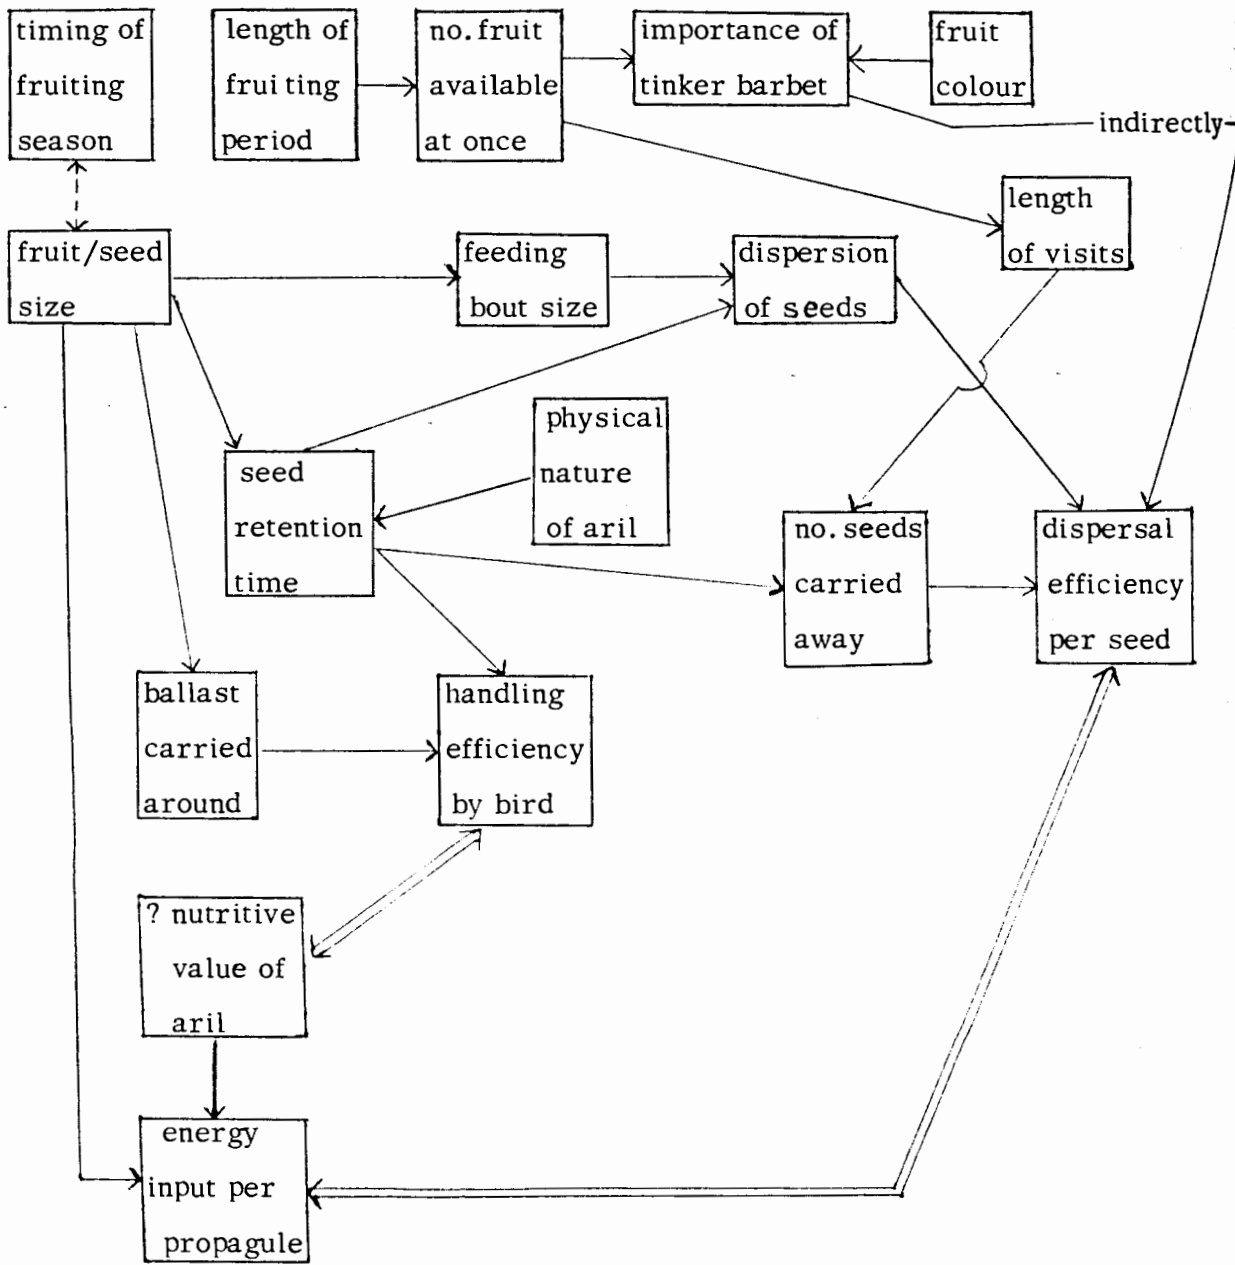 timing of
fruiting
season
length of
frui ting
period
no. fruit
available
at once
importance of
tinker barbet
fruit
colour
indirectly
length
of visits
fruit/seed
size
feeding
bout size
dispersion
of seeds
physical
nature
of aril
seed
retention
time
no. seeds
carried
away
dispersal
efficiency
per seed
ballast
carried
around
handling
efficiency
by bird
? nutritive
value of
aril
energy
input per
propagule